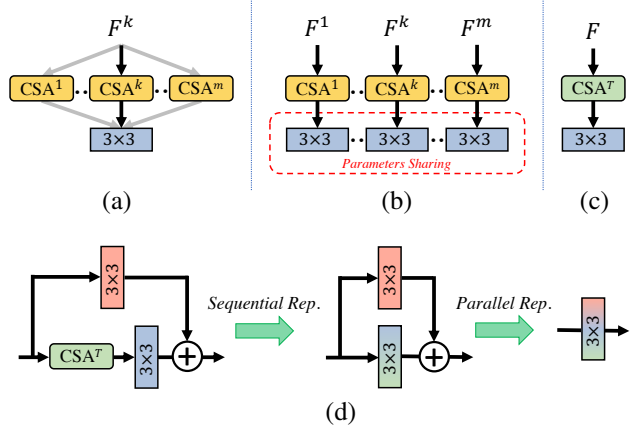 F^k
CSA^1 ·· CSA^k ·· CSA^m
3×3
(a)
F^1 F^k F^m
CSA^1 ·· CSA^k ·· CSA^m
3×3 ·· 3×3 ·· 3×3
Parameters Sharing
(b)
F
CSA^T
3×3
(c)
3×3
CSA^T 3×3 +
Sequential Rep.
3×3
3×3 +
Parallel Rep.
3×3
(d)